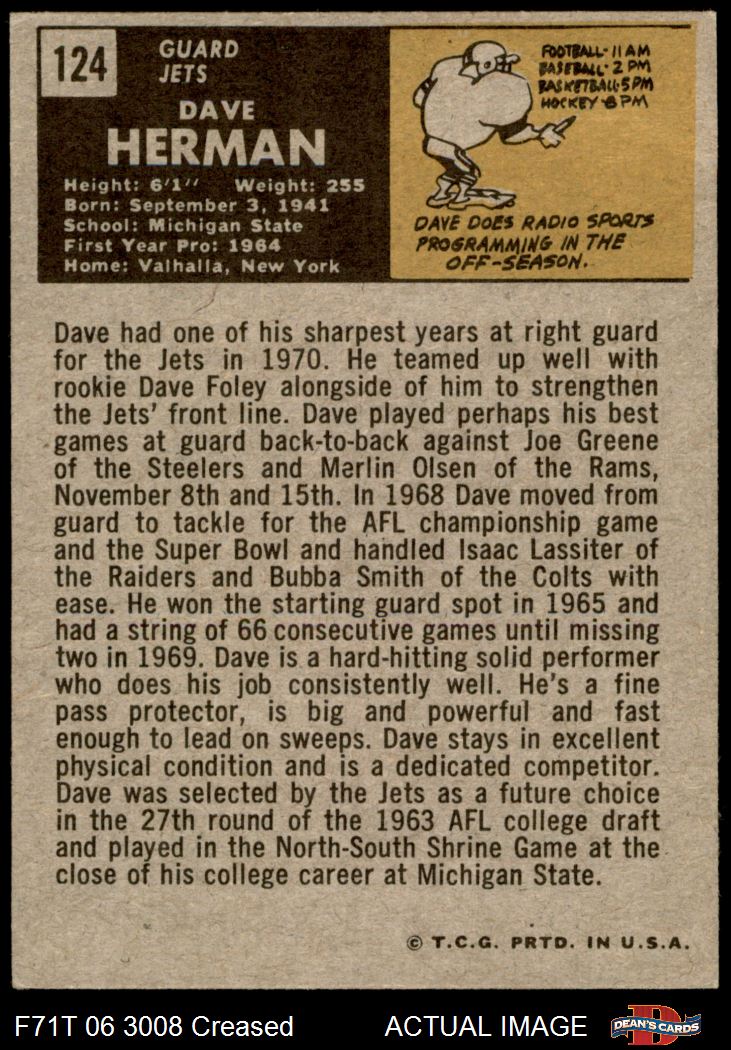 124
GUARD
JETS
DAVE
HERMAN
Height: 6'1'' Weight: 255
Born: September 3, 1941
School: Michigan State
First Year Pro: 1964
Home: Valhalla, New York
FOOTBALL-11AM
BASEBALL-2 PM
BASKETBALL-5PM
HOCKEY-8PM
DAVE DOES RADIO SPORTS
PROGRAMMING IN THE
OFF-SEASON.
Dave had one of his sharpest years at right guard
for the Jets in 1970. He teamed up well with
rookie Dave Foley alongside of him to strengthen
the Jets' front line. Dave played perhaps his best
games at guard back-to-back against Joe Greene
of the Steelers and Merlin Olsen of the Rams,
November 8th and 15th. In 1968 Dave moved from
guard to tackle for the AFL championship game
and the Super Bowl and handled Isaac Lassiter of
the Raiders and Bubba Smith of the Colts with
ease. He won the starting guard spot in 1965 and
had a string of 66 consecutive games until missing
two in 1969. Dave is a hard-hitting solid performer
who does his job consistently well. He's a fine
pass protector, is big and powerful and fast
enough to lead on sweeps. Dave stays in excellent
physical condition and is a dedicated competitor.
Dave was selected by the Jets as a future choice
in the 27th round of the 1963 AFL college draft
and played in the North-South Shrine Game at the
close of his college career at Michigan State.
© T.C.G. PRTD. IN U.S.A.
F71T 06 3008 Creased ACTUAL IMAGE
DEAN'S CARDS